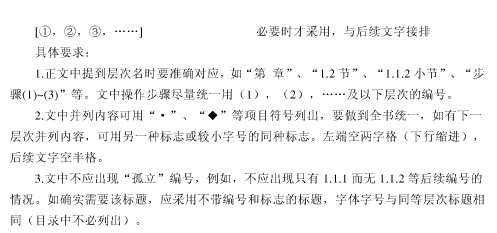 [①，②，③，……] 必要时才采用，与后续文字接排
具体要求：
1.正文中提到层次名时要准确对应，如“第 章”、“1.2 节”、“1.1.2 小节”、“步
骤(1)~(3)”等。文中操作步骤尽量统一用（1），（2），……及以下层次的编号。
2.文中并列内容可用“•”、“◆”等项目符号列出，要做到全书统一，如有下一
层次并列内容，可用另一种标志或较小字号的同种标志。左端空两字格（下行缩进），
后续文字空半格。
3.文中不应出现“孤立”编号，例如，不应出现只有 1.1.1 而无 1.1.2 等后续编号的
情况。如确实需要该标题，应采用不带编号和标志的标题，字体字号与同等层次标题相
同（目录中不必列出）。